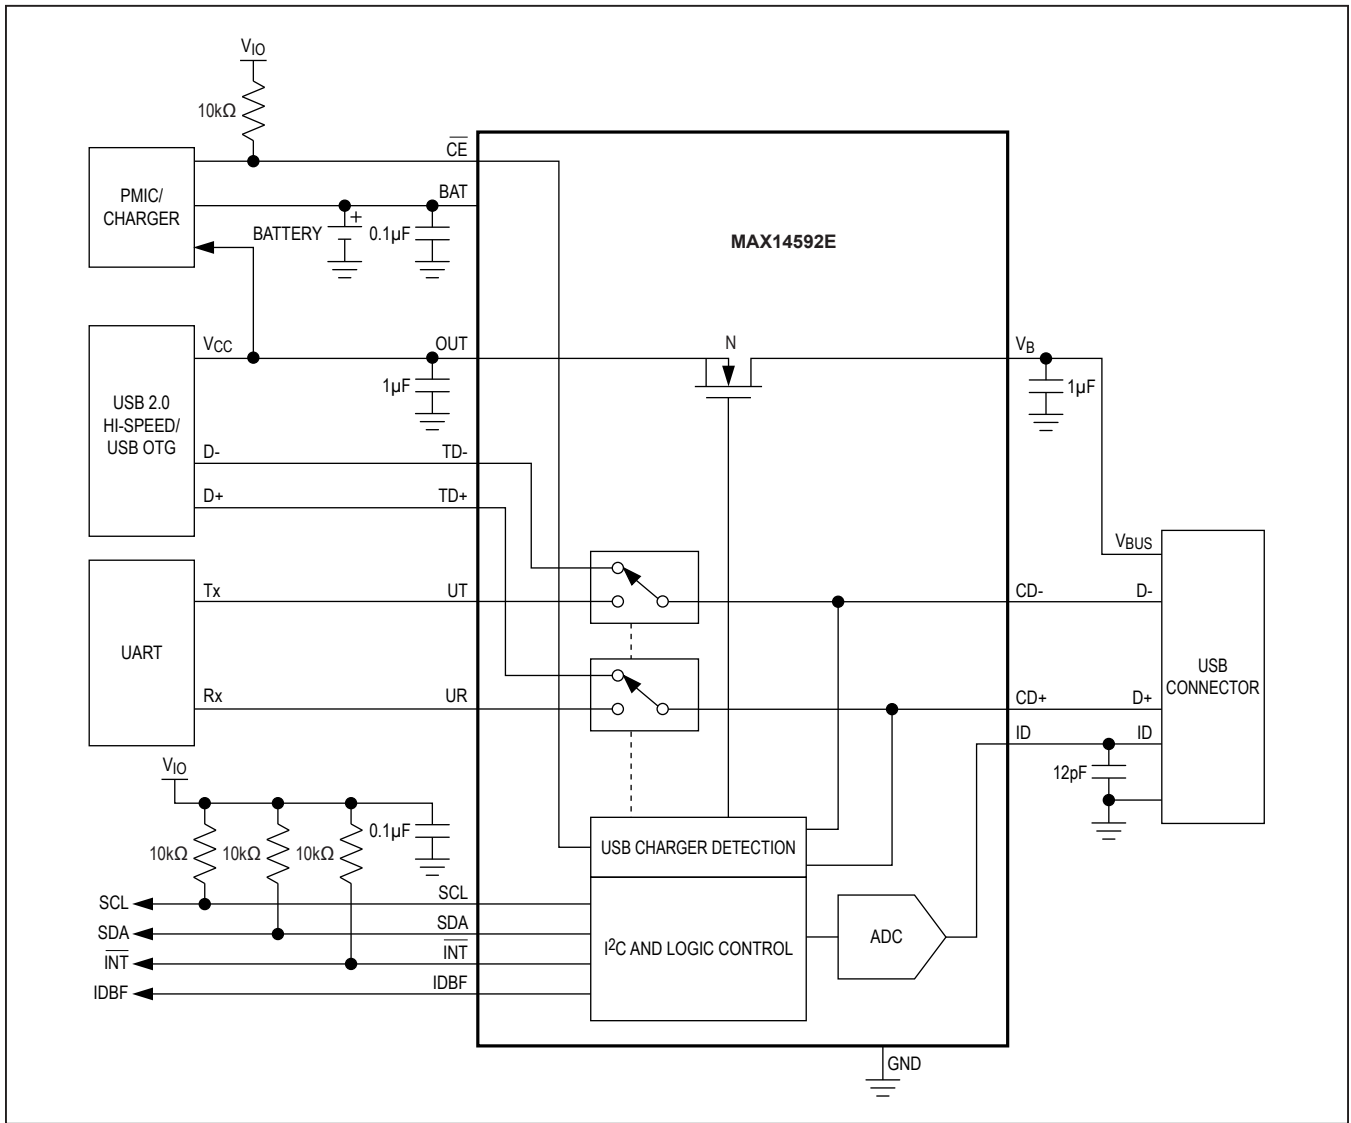 VIO
10kΩ
CE
PMIC/
CHARGER
BAT
BATTERY
+
0.1µF
MAX14592E
VCC
OUT
N
VB
1µF
1µF
USB 2.0
HI-SPEED/
USB OTG
D-
TD-
D+
TD+
VBUS
Tx
UT
CD-
D-
UART
USB
CONNECTOR
Rx
UR
CD+
D+
ID
ID
VIO
12pF
0.1µF
10kΩ
10kΩ
10kΩ
USB CHARGER DETECTION
SCL
SCL
SDA
SDA
I2C AND LOGIC CONTROL
ADC
INT
INT
IDBF
IDBF
GND